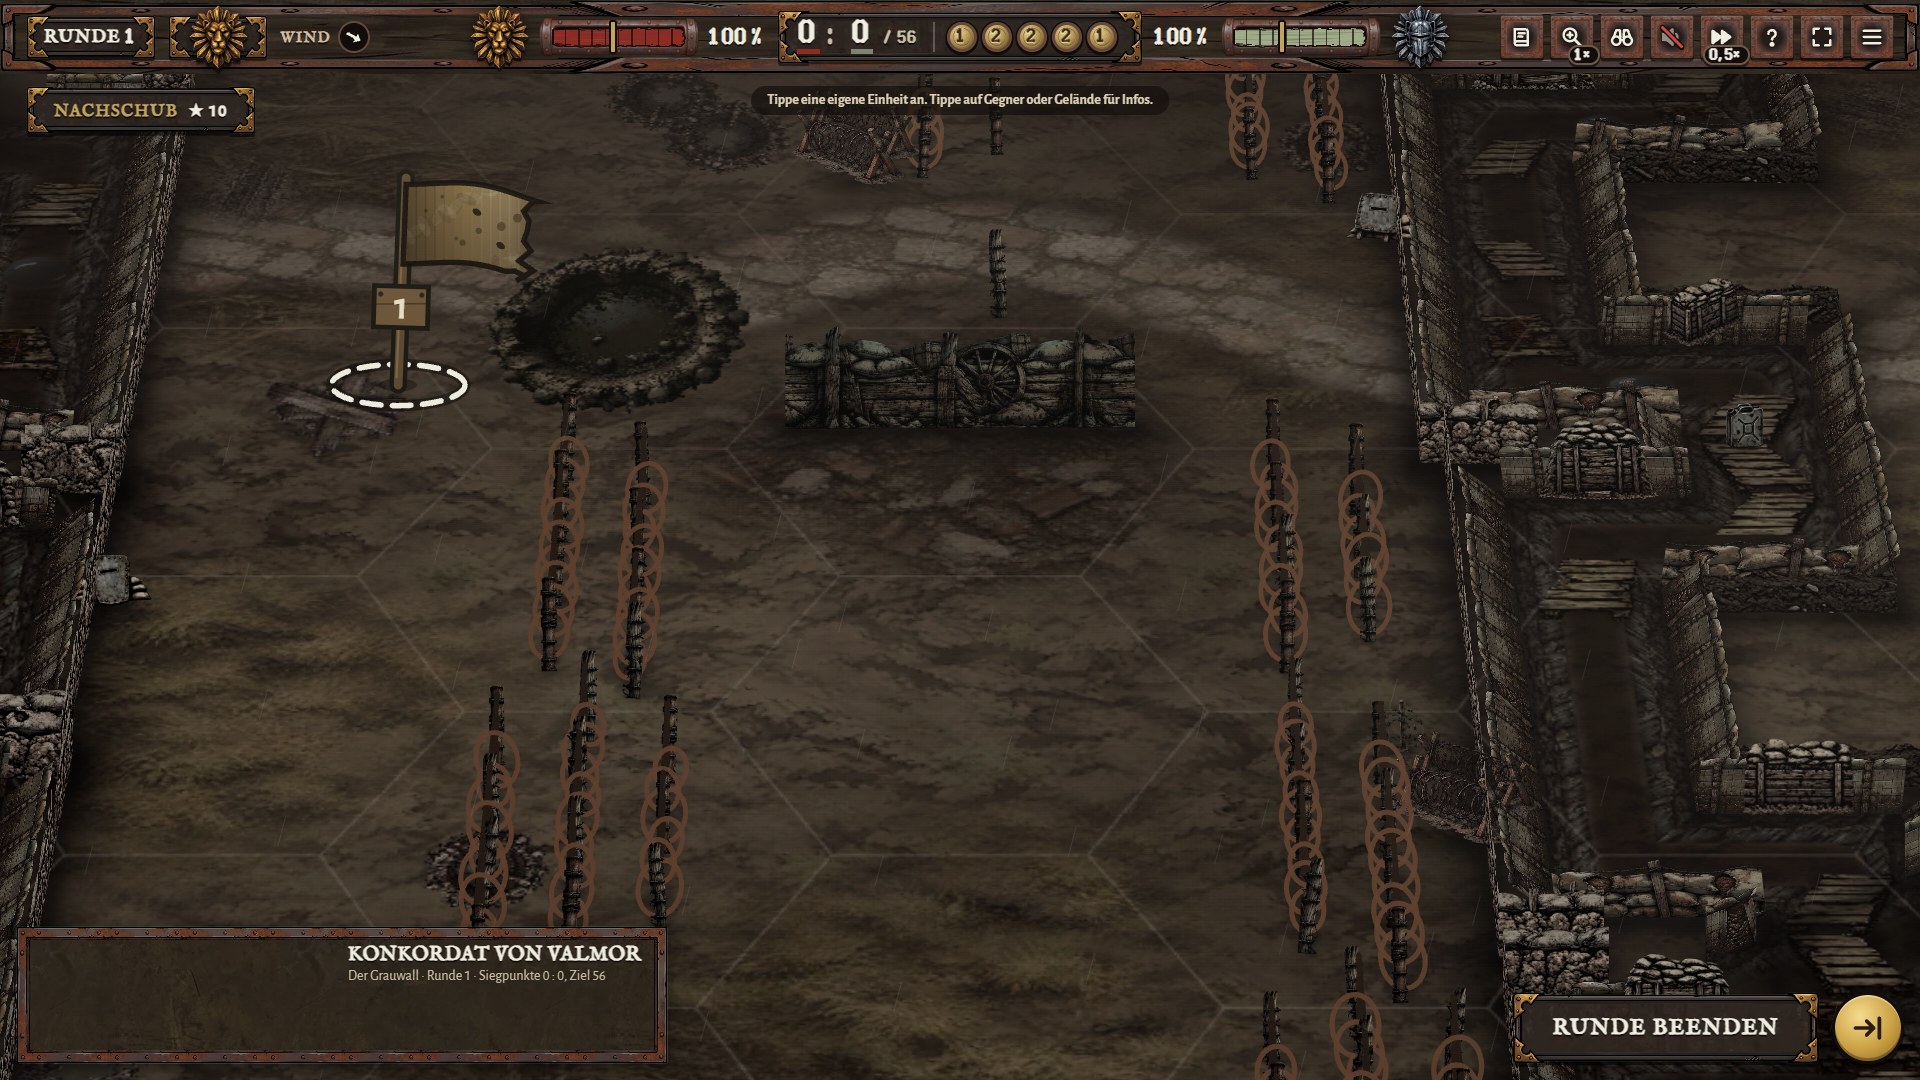 RUNDE 1
WIND
100%
0 : 0 / 56
1 2 2 2 1
100%
1×
0,5×
?
NACHSCHUB ★ 10
Tippe eine eigene Einheit an. Tippe auf Gegner oder Gelände für Infos.
1
KONKORDAT VON VALMOR
Der Grauwall · Runde 1 · Siegpunkte 0 : 0, Ziel 56
RUNDE BEENDEN